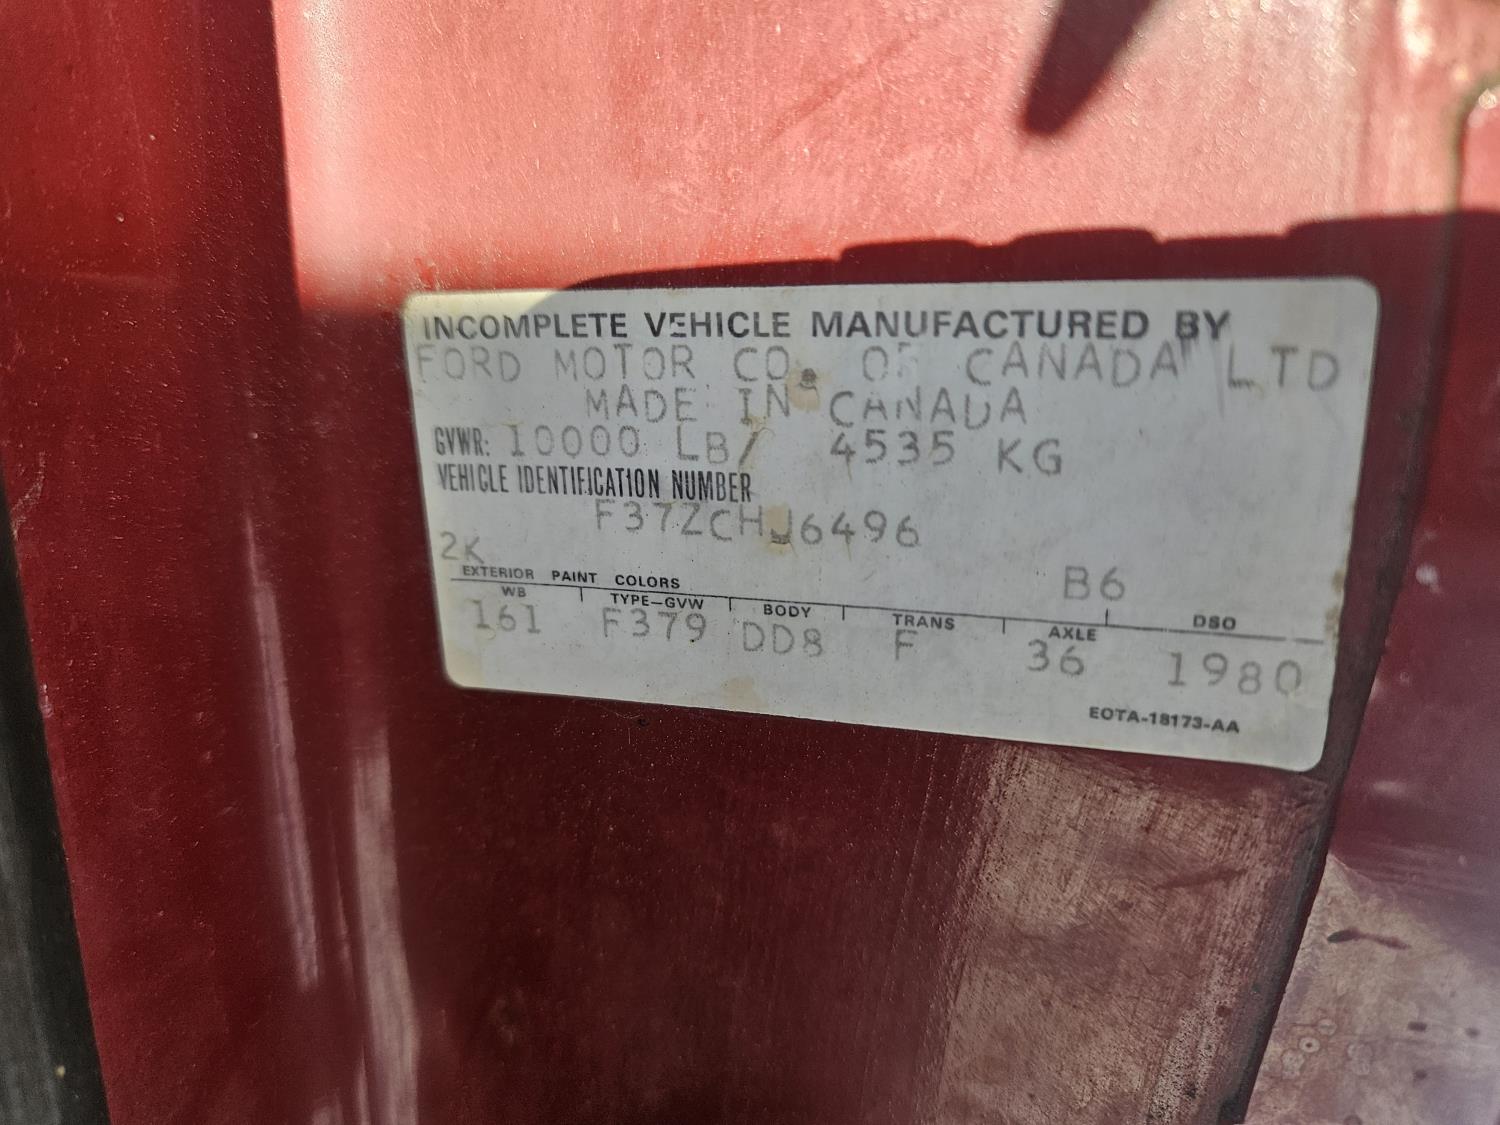 INCOMPLETE VEHICLE MANUFACTURED BY
FORD MOTOR CO. OF CANADA LTD
MADE IN CANADA
GVWR: 10000 LB/ 4535 KG
VEHICLE IDENTIFICATION NUMBER
F37ZCHJ6496
2K
EXTERIOR PAINT COLORS B6
WB TYPE-GVW BODY TRANS AXLE DSO
161 F379 DD8 F 36 1980
EOTA-18173-AA